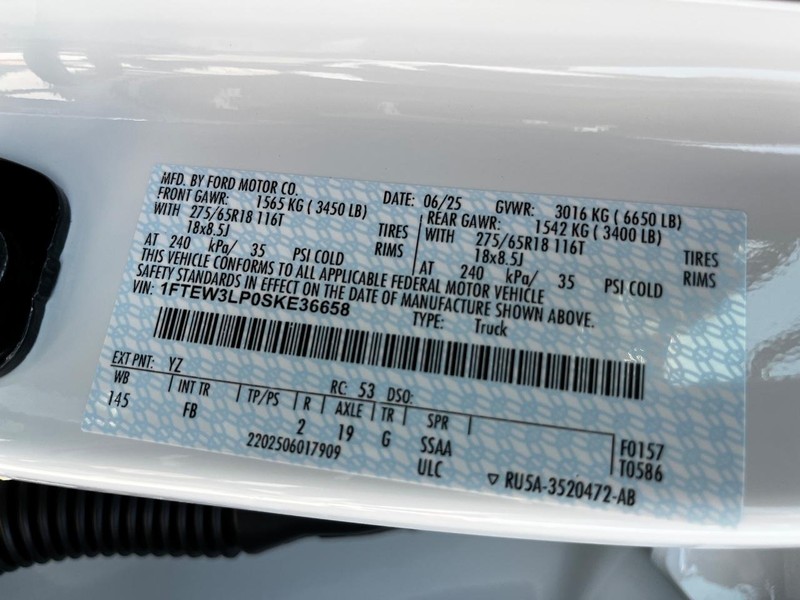 MFD. BY FORD MOTOR CO.
DATE: 06/25 GVWR: 3016 KG ( 6650 LB)
FRONT GAWR: 1565 KG ( 3450 LB) REAR GAWR: 1542 KG ( 3400 LB)
WITH 275/65R18 116T TIRES WITH 275/65R18 116T TIRES
18x8.5J RIMS 18x8.5J RIMS
AT 240 kPa/ 35 PSI COLD AT 240 kPa/ 35 PSI COLD
THIS VEHICLE CONFORMS TO ALL APPLICABLE FEDERAL MOTOR VEHICLE
SAFETY STANDARDS IN EFFECT ON THE DATE OF MANUFACTURE SHOWN ABOVE.
VIN: 1FTEW3LP0SKE36658 TYPE: Truck
EXT PNT: YZ RC: 53 DSO:
WB INT TR TP/PS R AXLE TR SPR
145 FB 2 19 G SSAA F0157
2202506017909 ULC T0586
RU5A-3520472-AB